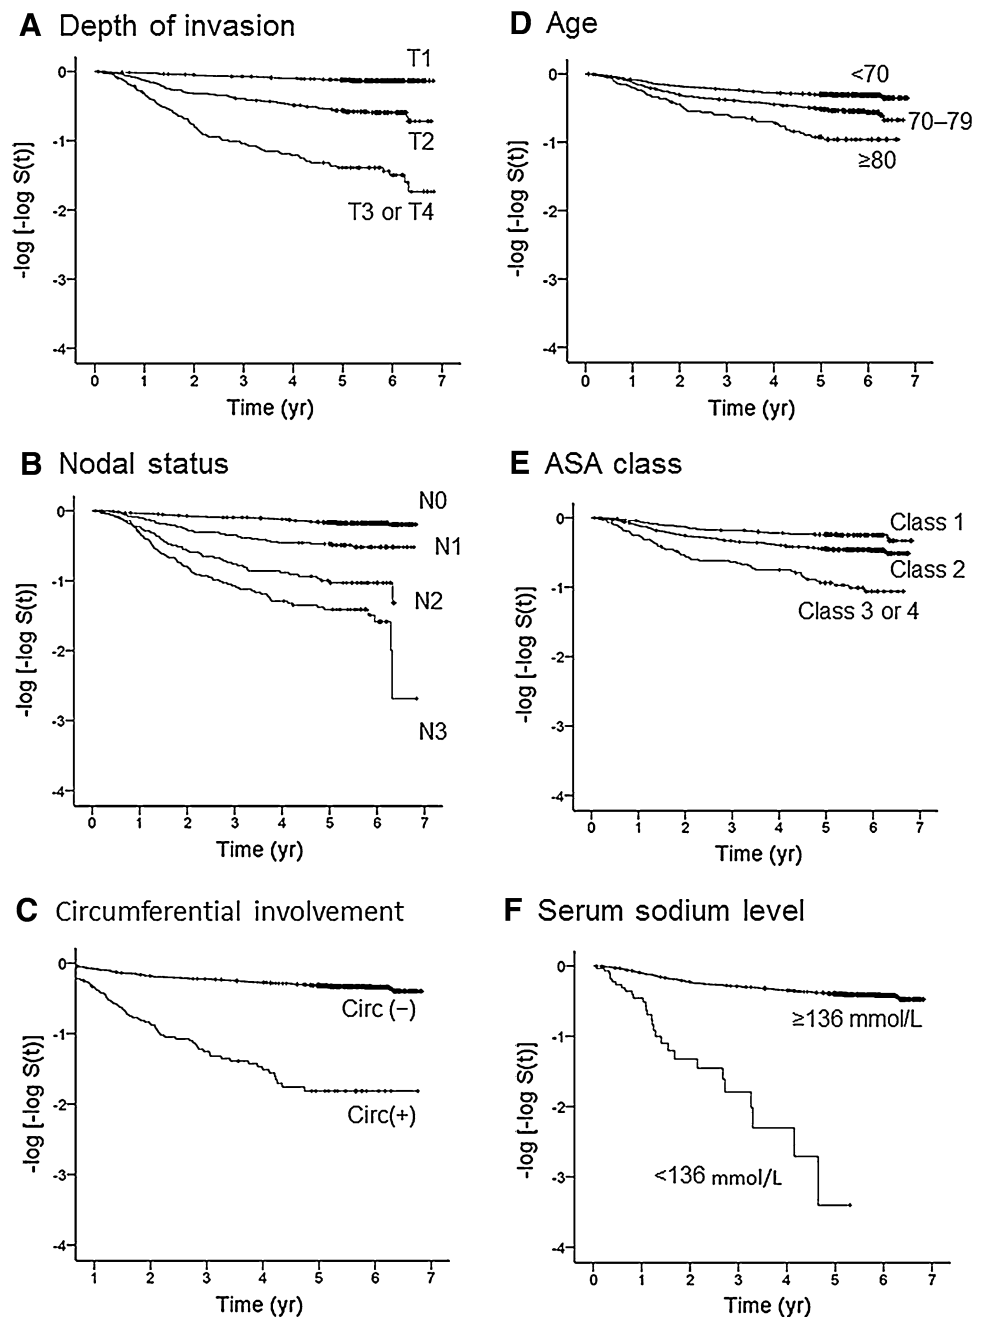 A Depth of invasion
T1
T2
T3 or T4
0
-1
-2
-3
-4
-log [-log S(t)]
0 1 2 3 4 5 6 7
Time (yr)
D Age
<70
70–79
≥80
0
-1
-2
-3
-4
-log [-log S(t)]
0 1 2 3 4 5 6 7
Time (yr)
B Nodal status
N0
N1
N2
N3
0
-1
-2
-3
-4
-log [-log S(t)]
0 1 2 3 4 5 6 7
Time (yr)
E ASA class
Class 1
Class 2
Class 3 or 4
0
-1
-2
-3
-4
-log [-log S(t)]
0 1 2 3 4 5 6 7
Time (yr)
C Circumferential involvement
Circ (−)
Circ(+)
0
-1
-2
-3
-4
-log [-log S(t)]
1 2 3 4 5 6 7
Time (yr)
F Serum sodium level
≥136 mmol/L
<136 mmol/L
0
-1
-2
-3
-4
-log [-log S(t)]
0 1 2 3 4 5 6 7
Time (yr)